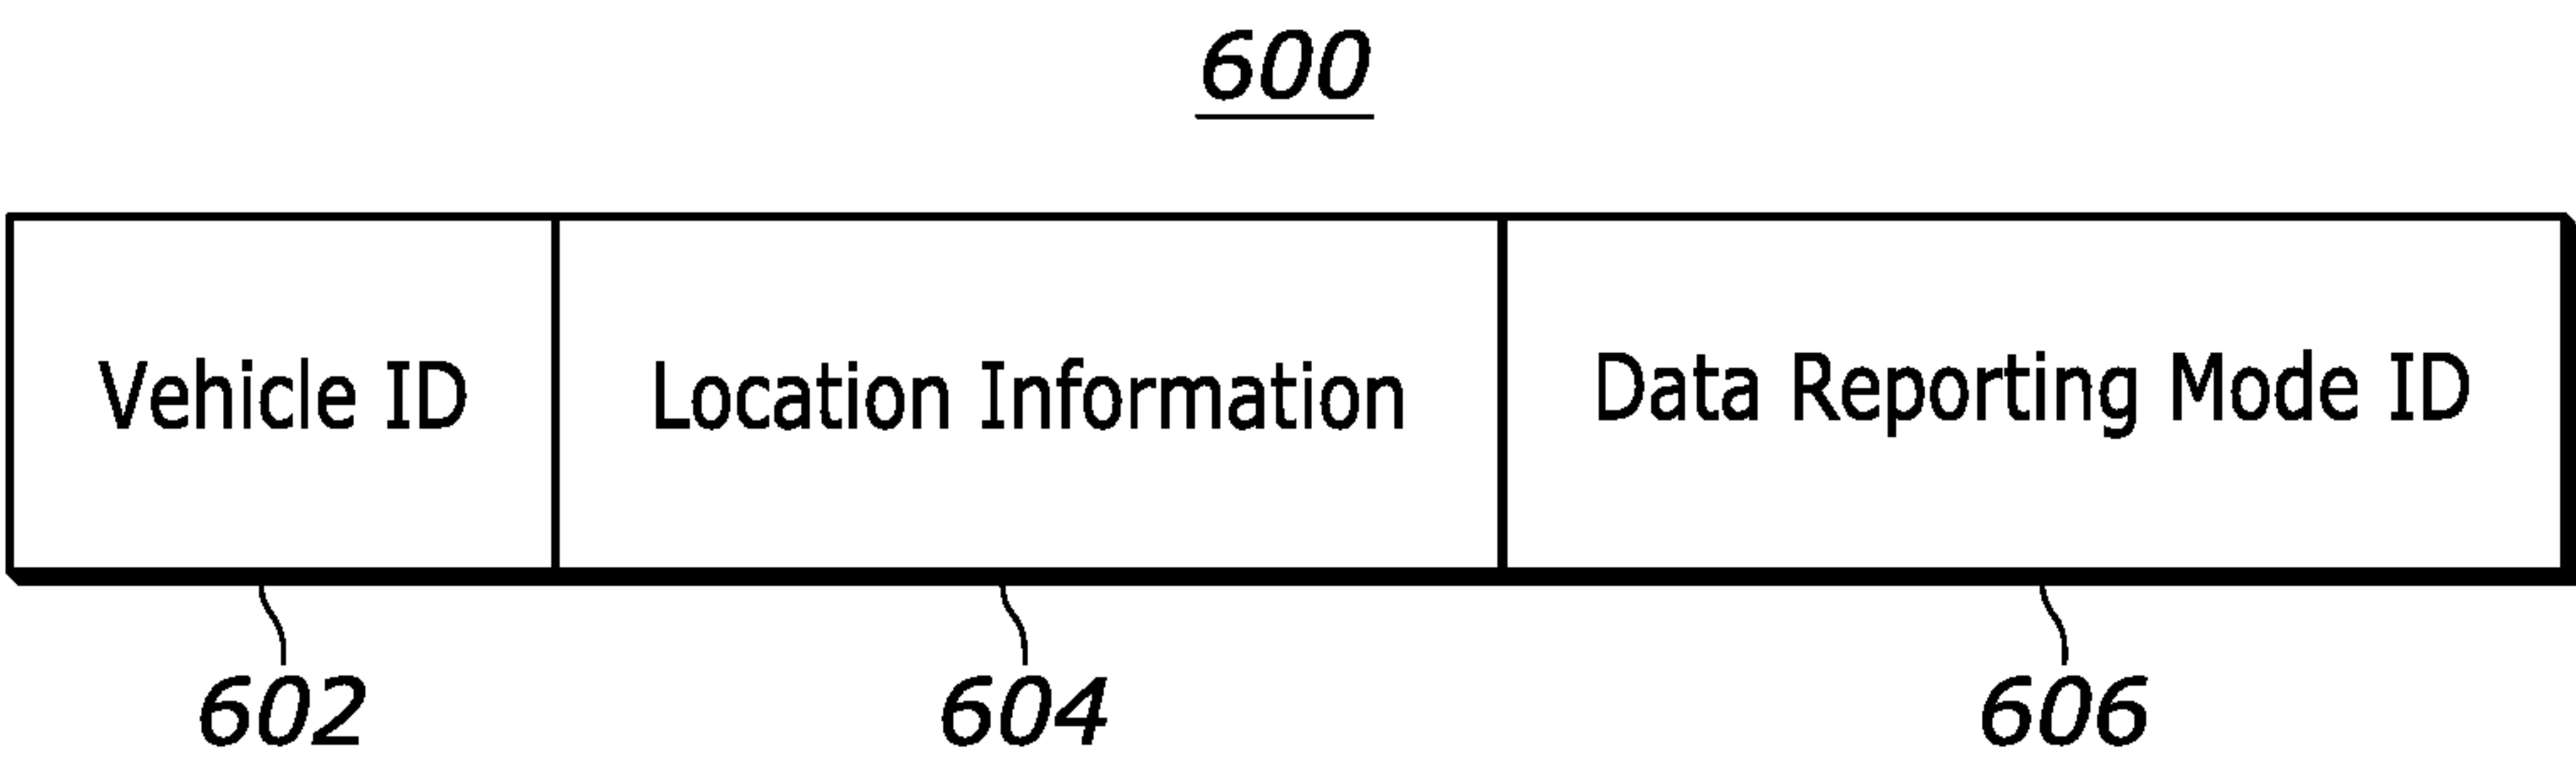 600
Vehicle ID
Location Information
Data Reporting Mode ID
602
604
606